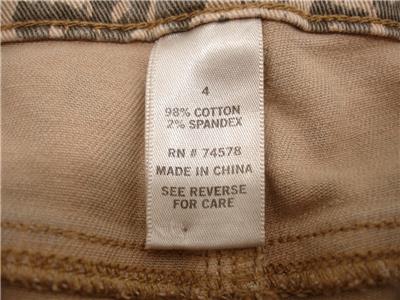 4
98% COTTON
2% SPANDEX
RN # 74578
MADE IN CHINA
SEE REVERSE
FOR CARE